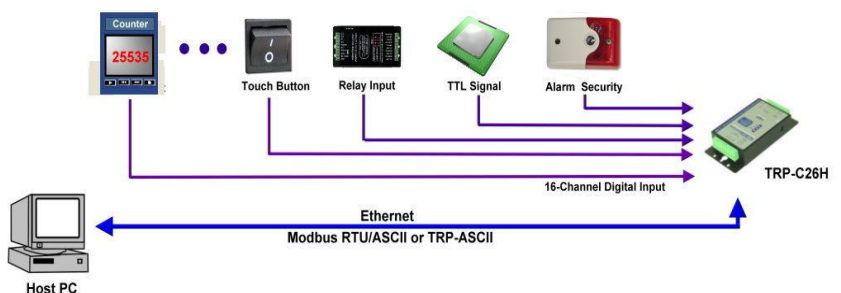 Counter
25535
Touch Button
Relay Input
TTL Signal
Alarm Security
16-Channel Digital Input
TRP-C26H
Ethernet
Modbus RTU/ASCII or TRP-ASCII
Host PC